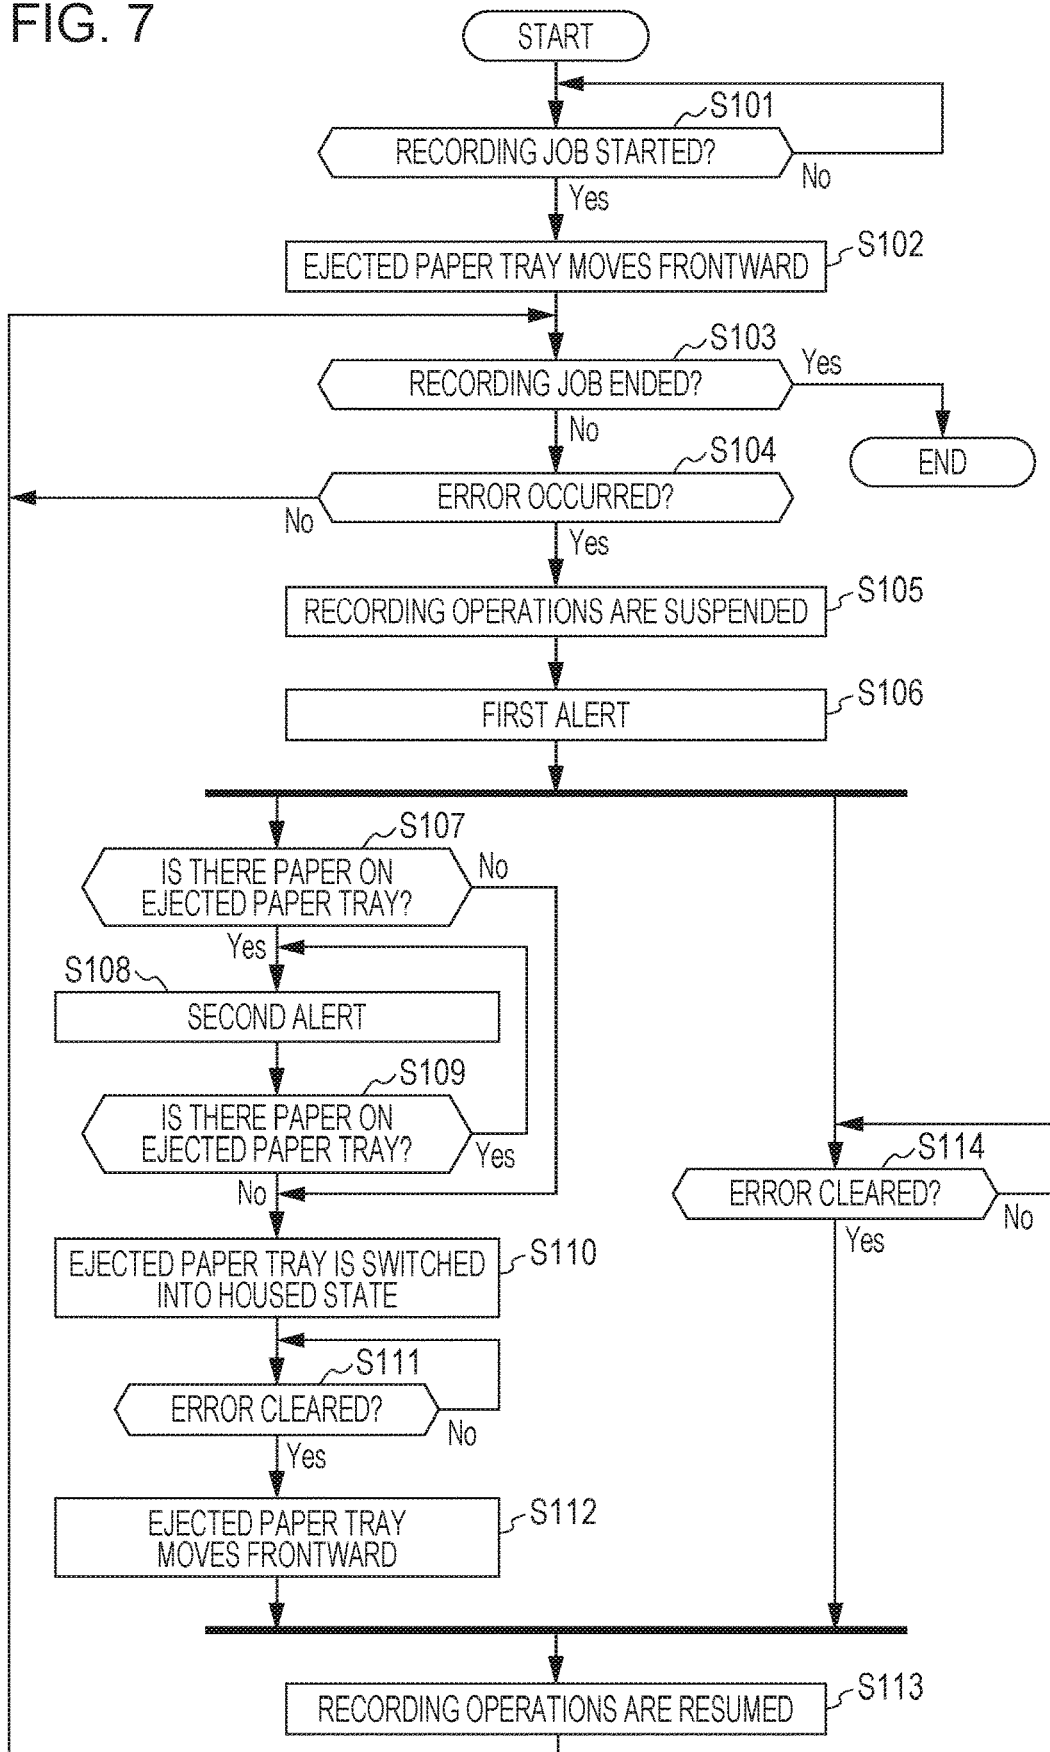 FIG. 7
START
S101
RECORDING JOB STARTED?
No
Yes
S102
EJECTED PAPER TRAY MOVES FRONTWARD
S103
RECORDING JOB ENDED?
Yes
No
END
S104
ERROR OCCURRED?
No
Yes
S105
RECORDING OPERATIONS ARE SUSPENDED
S106
FIRST ALERT
S107
IS THERE PAPER ON
EJECTED PAPER TRAY?
No
Yes
S108
SECOND ALERT
S109
IS THERE PAPER ON
EJECTED PAPER TRAY?
Yes
No
S114
ERROR CLEARED?
No
Yes
S110
EJECTED PAPER TRAY IS SWITCHED
INTO HOUSED STATE
S111
ERROR CLEARED?
No
Yes
S112
EJECTED PAPER TRAY
MOVES FRONTWARD
S113
RECORDING OPERATIONS ARE RESUMED